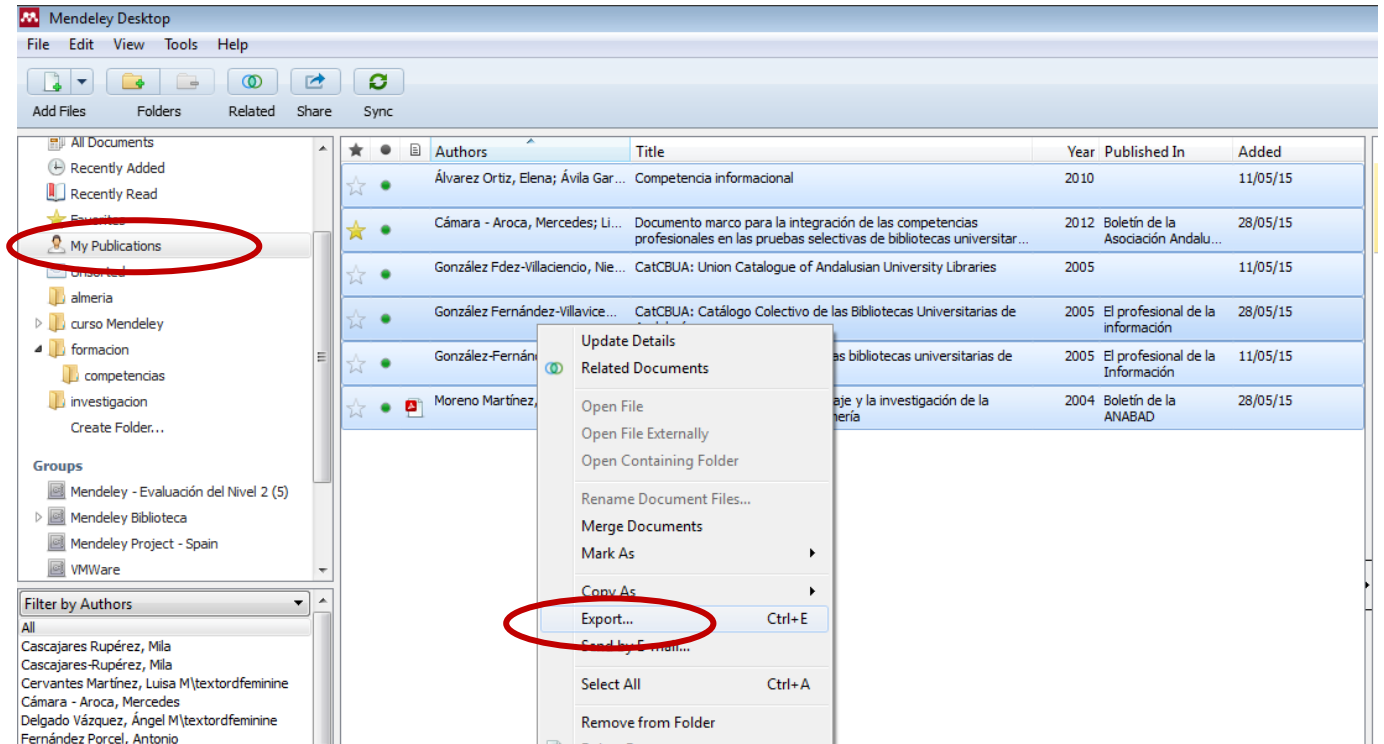 Mendeley Desktop
File Edit View Tools Help
Add Files Folders Related Share Sync
All Documents
Recently Added
Recently Read
Favorites
My Publications
Unsorted
almeria
curso Mendeley
formacion
competencias
investigacion
Create Folder...
Groups
Mendeley - Evaluación del Nivel 2 (5)
Mendeley Biblioteca
Mendeley Project - Spain
VMWare
Filter by Authors
All
Cascajares Rupérez, Mila
Cascajares-Rupérez, Mila
Cervantes Martínez, Luisa M\textordfeminine
Cámara - Aroca, Mercedes
Delgado Vázquez, Ángel M\textordfeminine
Fernández Porcel, Antonio
Authors Title Year Published In Added
Álvarez Ortiz, Elena; Ávila Gar... Competencia informacional 2010 11/05/15
Cámara - Aroca, Mercedes; Li... Documento marco para la integración de las competencias 2012 Boletín de la 28/05/15
profesionales en las pruebas selectivas de bibliotecas universitar... Asociación Andalu...
González Fdez-Villaciencio, Nie... CatCBUA: Union Catalogue of Andalusian University Libraries 2005 11/05/15
González Fernández-Villavice... CatCBUA: Catálogo Colectivo de las Bibliotecas Universitarias de 2005 El profesional de la 28/05/15
información
González-Fernán as bibliotecas universitarias de 2005 El profesional de la 11/05/15
Información
Moreno Martínez, aje y la investigación de la 2004 Boletín de la 28/05/15
nería ANABAD
Update Details
Related Documents
Open File
Open File Externally
Open Containing Folder
Rename Document Files...
Merge Documents
Mark As
Copy As
Export... Ctrl+E
Send by E-mail...
Select All Ctrl+A
Remove from Folder